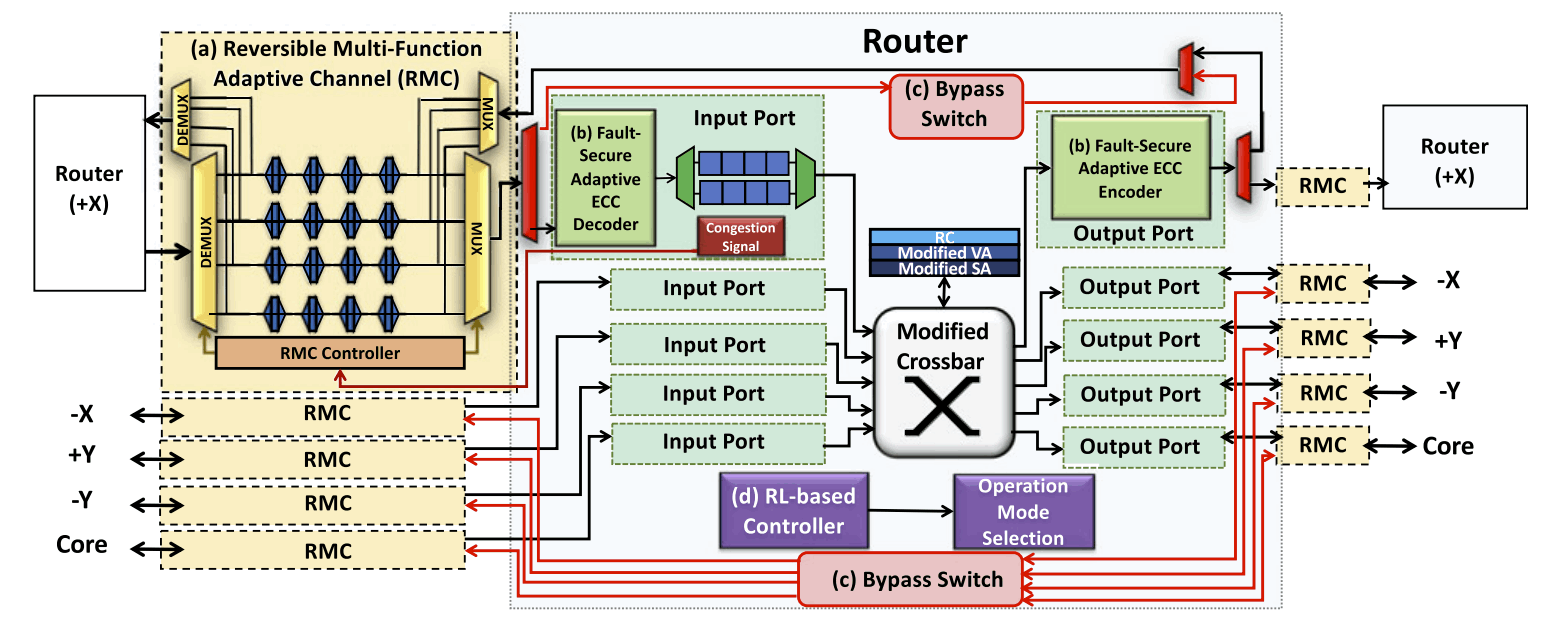 Router
(a) Reversible Multi-Function
Adaptive Channel (RMC)
DEMUX
MUX
DEMUX
MUX
RMC Controller
Router
(+X)
(c) Bypass
Switch
Input Port
(b) Fault-
Secure
Adaptive
ECC
Decoder
Congestion
Signal
(b) Fault-Secure
Adaptive ECC
Encoder
Output Port
RMC
Router
(+X)
RC
Modified VA
Modified SA
Modified
Crossbar
Input Port
Input Port
Input Port
Input Port
Output Port
Output Port
Output Port
Output Port
RMC
-X
RMC
+Y
RMC
-Y
RMC
Core
-X
RMC
+Y
RMC
-Y
RMC
Core
RMC
(d) RL-based
Controller
Operation
Mode
Selection
(c) Bypass Switch